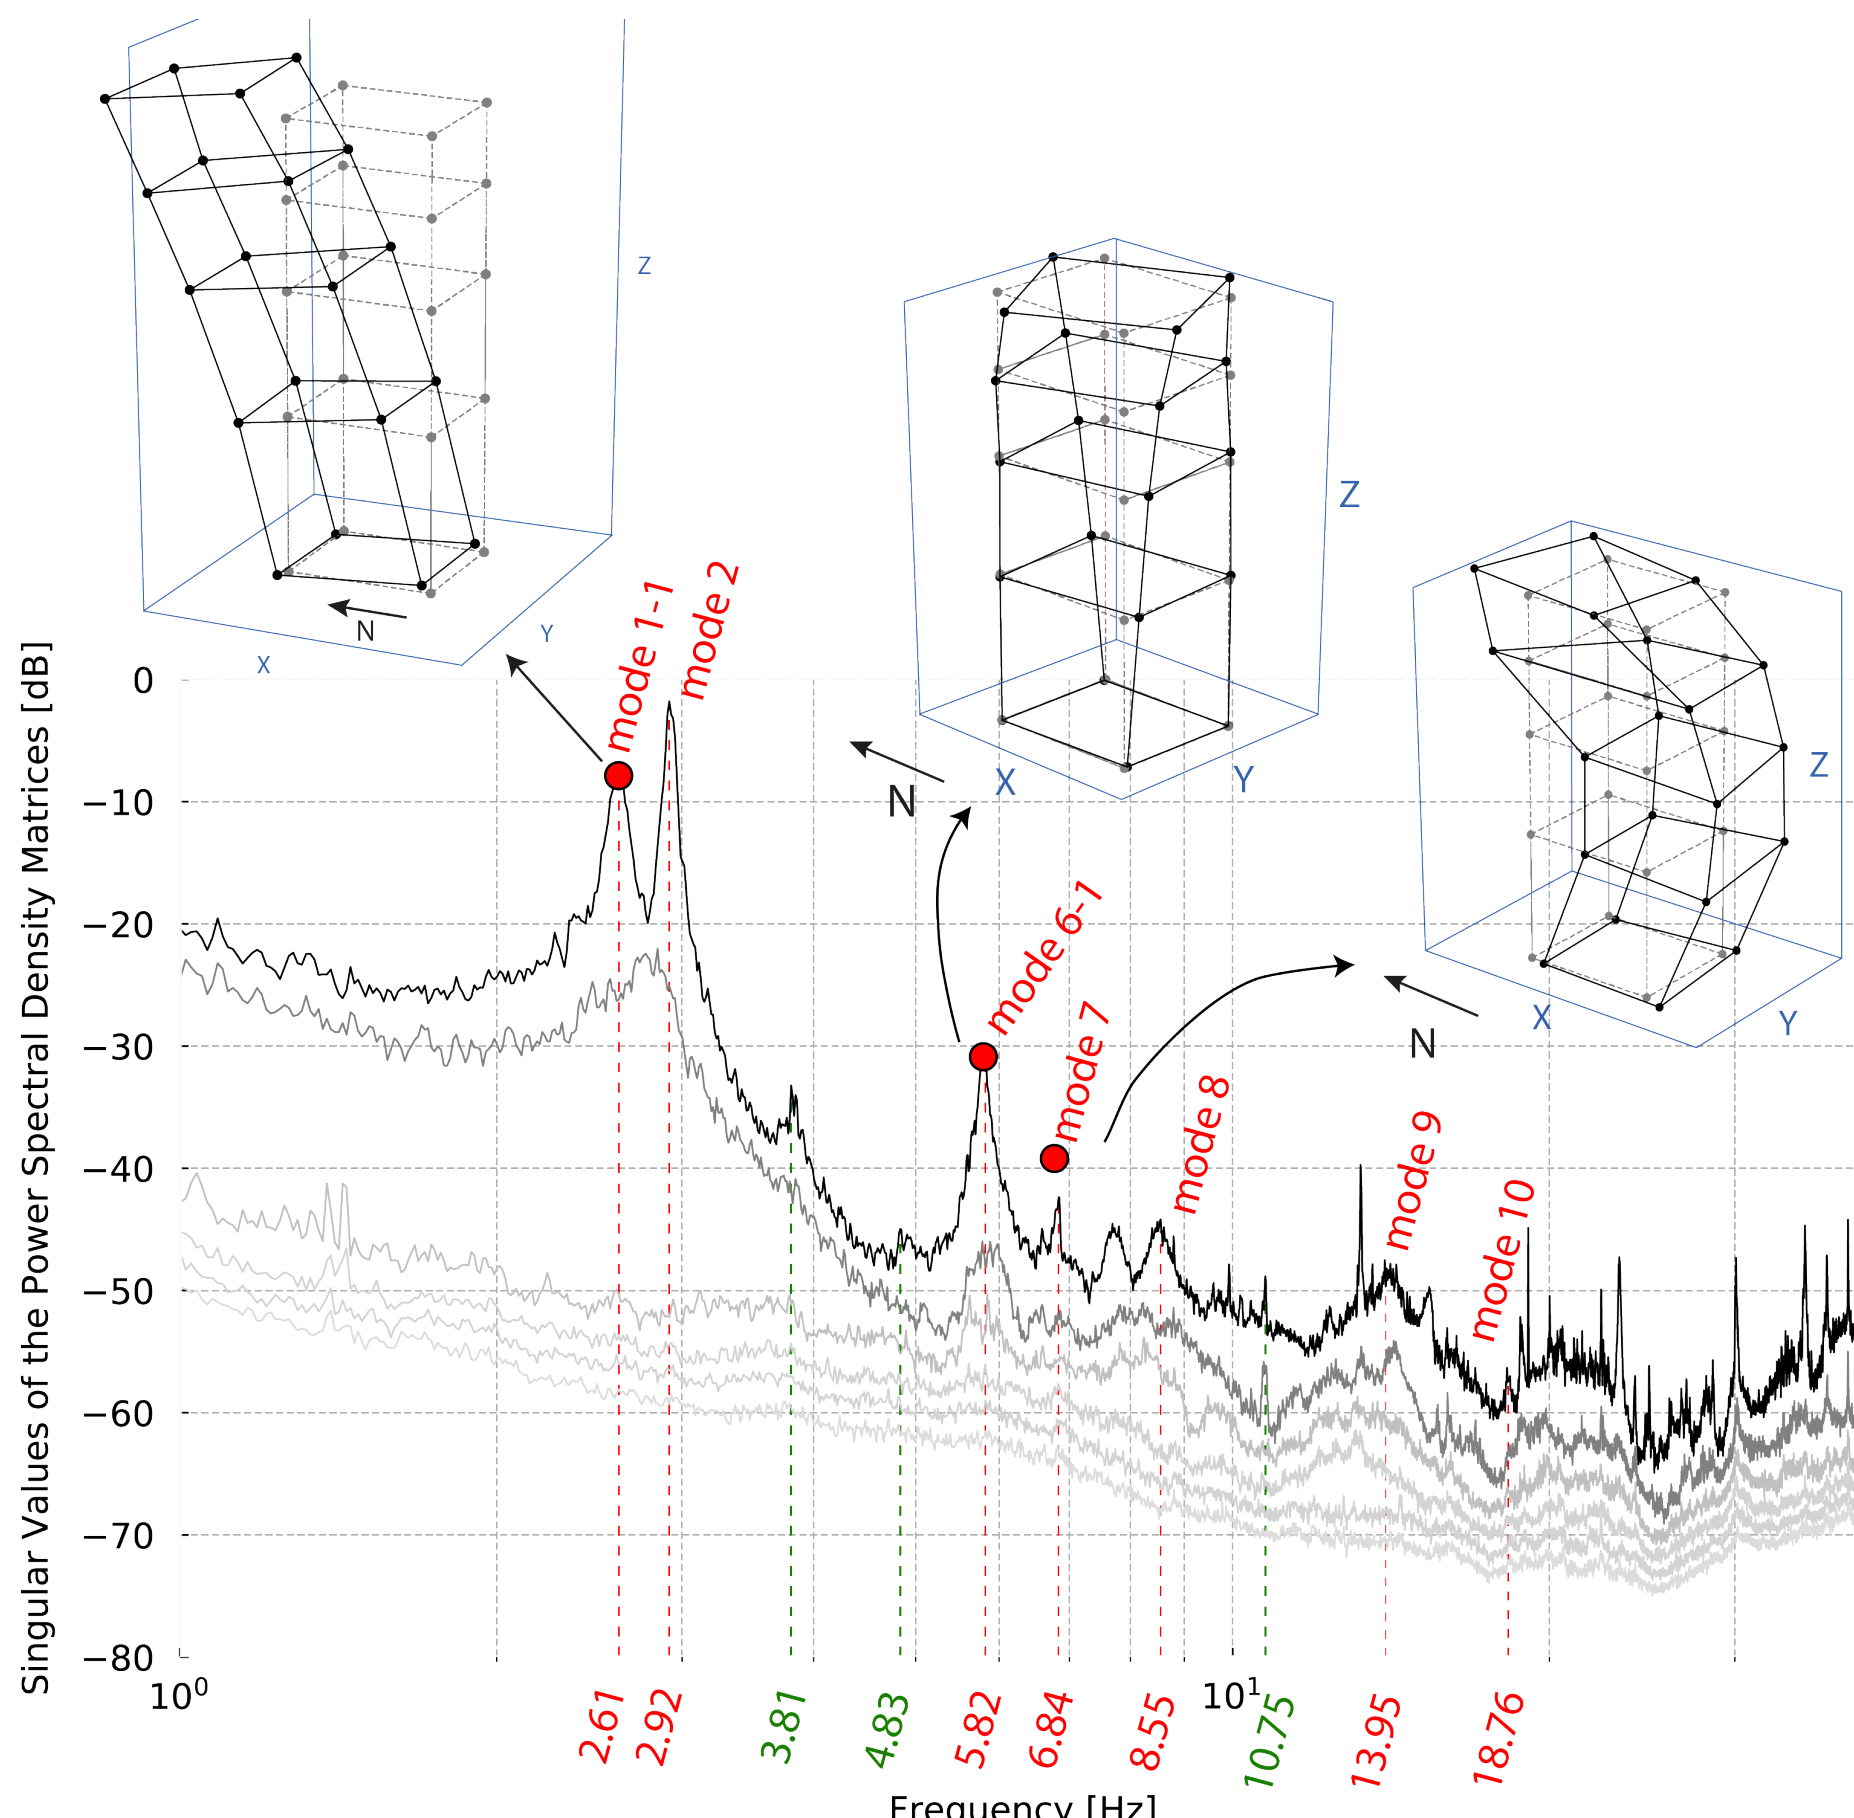 Z
Y
X
N
Z
Y
X
N
Z
Y
X
N
mode 1-1
mode 2
mode 6-1
mode 7
mode 8
mode 9
mode 10
Singular Values of the Power Spectral Density Matrices [dB]
0
−10
−20
−30
−40
−50
−60
−70
−80
10⁰
10¹
2.61
2.92
3.81
4.83
5.82
6.84
8.55
10.75
13.95
18.76
Frequency [Hz]